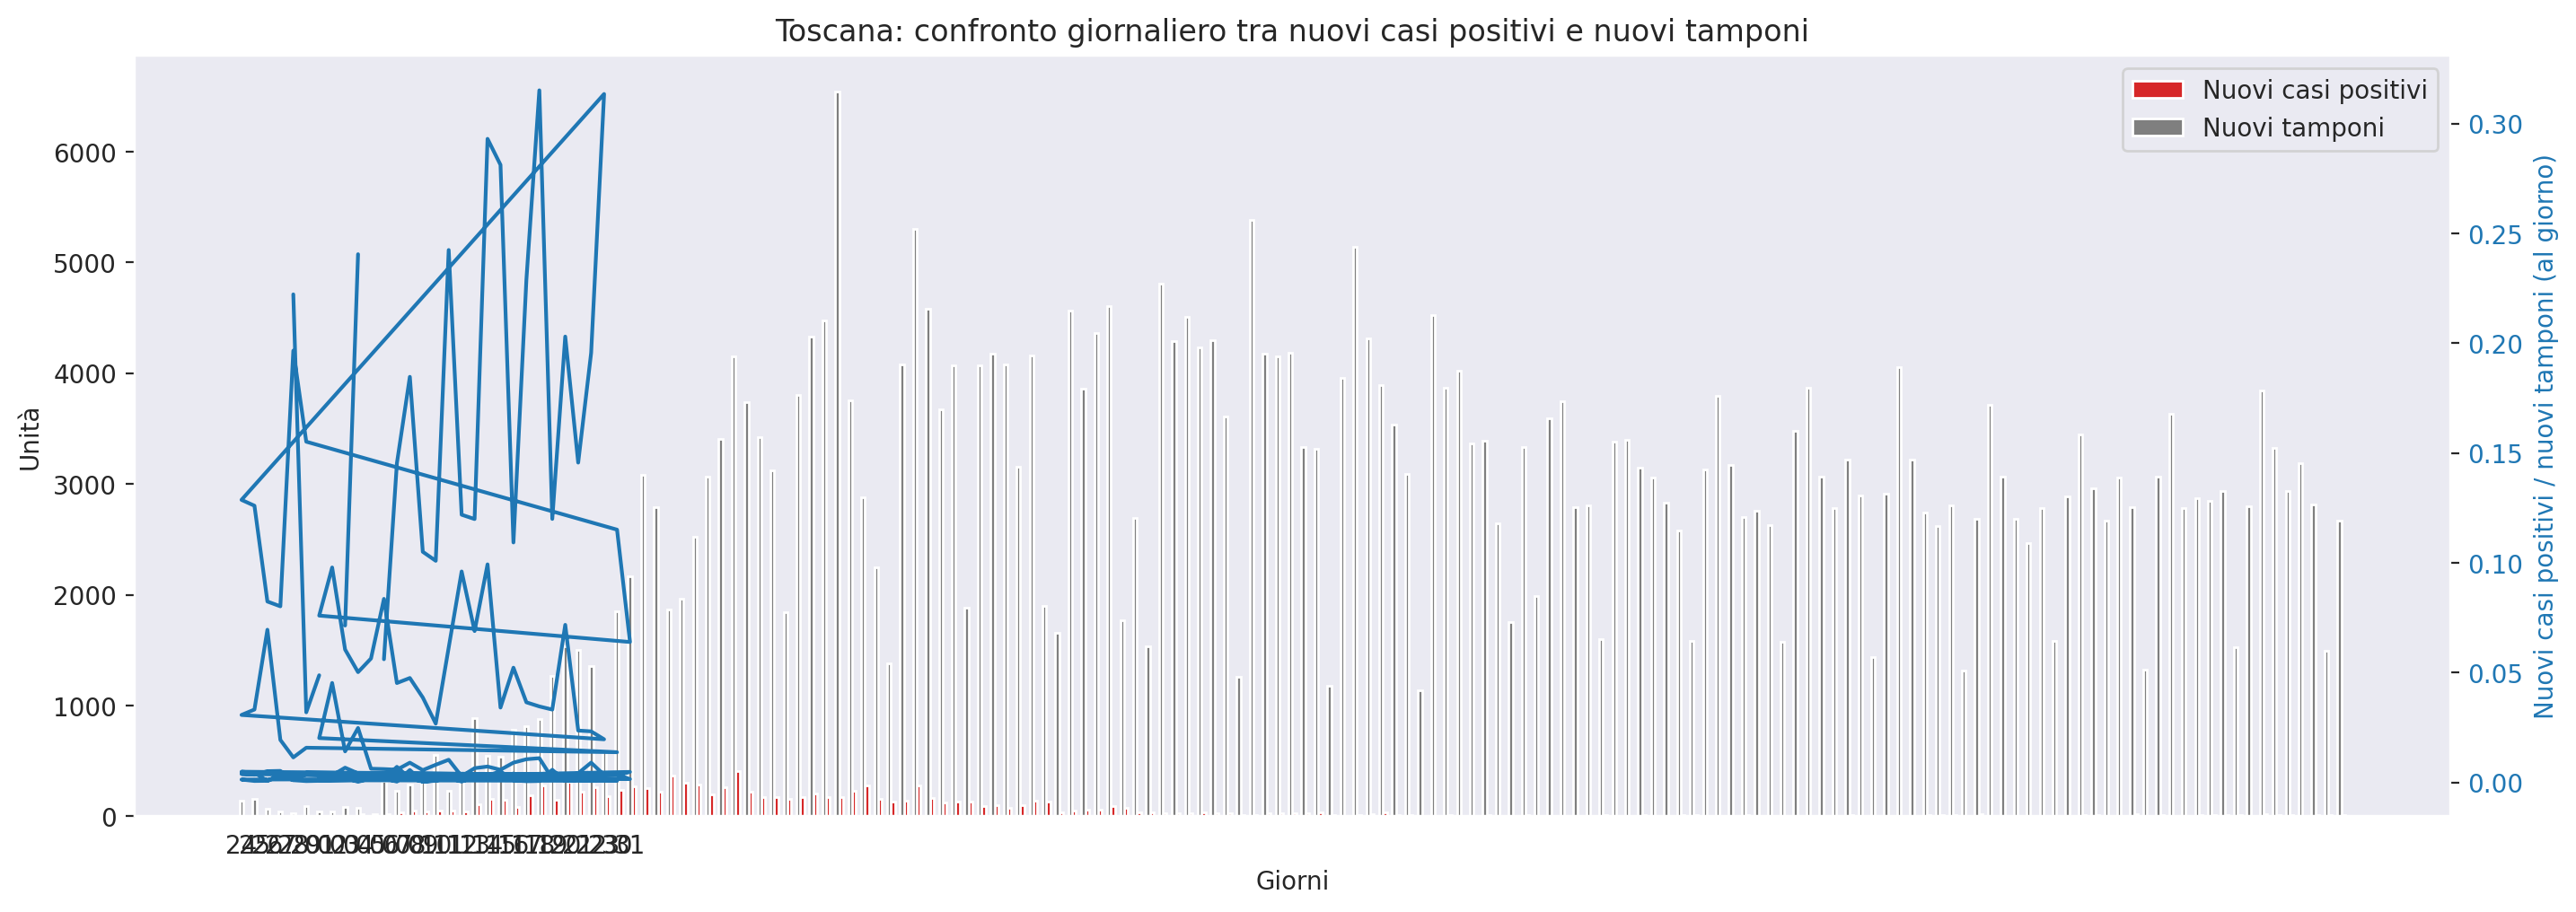 Toscana: confronto giornaliero tra nuovi casi positivi e nuovi tamponi
Nuovi casi positivi
Nuovi tamponi
Unità
6000
5000
4000
3000
2000
1000
0
0.30
0.25
0.20
0.15
0.10
0.05
0.00
Nuovi casi positivi / nuovi tamponi (al giorno)
Giorni